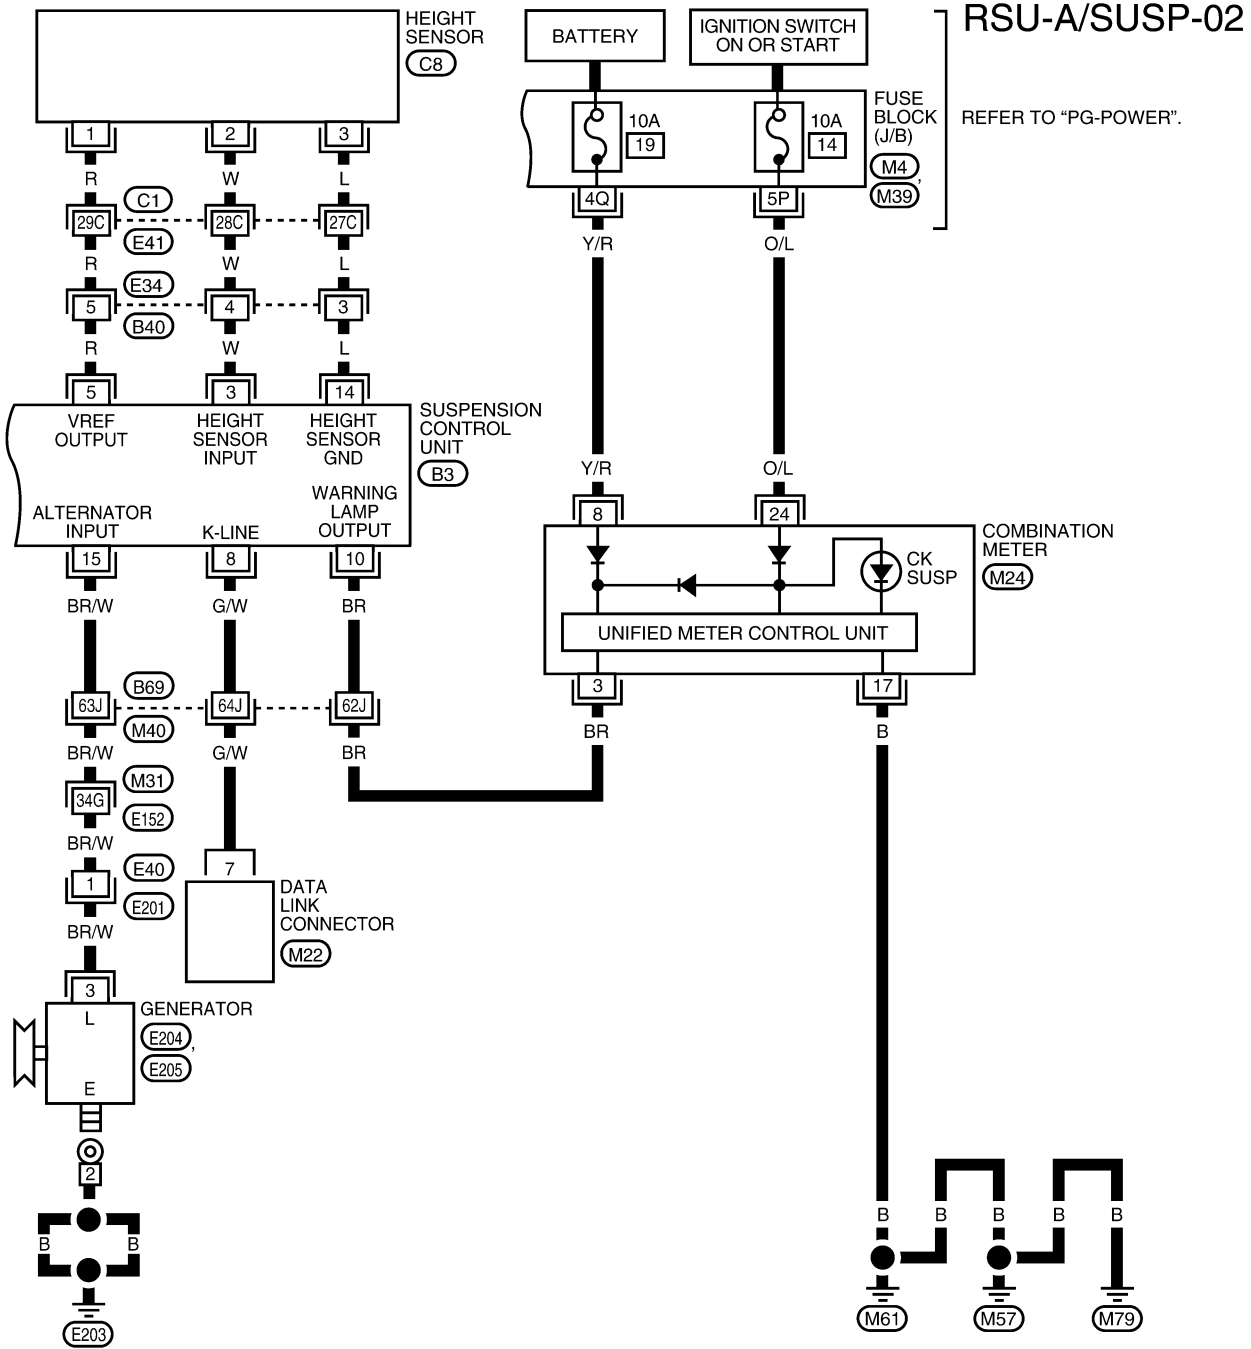 RSU-A/SUSP-02
HEIGHT
SENSOR
C8
BATTERY
IGNITION SWITCH
ON OR START
FUSE
BLOCK
(J/B)
M4
,
M39
REFER TO “PG-POWER”.
10A
19
10A
14
1
2
3
4Q
5P
R
W
L
Y/R
O/L
C1
29C
28C
27C
E41
R
W
L
E34
5
4
3
B40
R
W
L
5
3
14
VREF
OUTPUT
HEIGHT
SENSOR
INPUT
HEIGHT
SENSOR
GND
SUSPENSION
CONTROL
UNIT
B3
ALTERNATOR
INPUT
K-LINE
WARNING
LAMP
OUTPUT
15
8
10
Y/R
O/L
8
24
COMBINATION
METER
M24
CK
SUSP
UNIFIED METER CONTROL UNIT
3
17
BR/W
G/W
BR
B69
63J
64J
62J
M40
BR
B
BR/W
G/W
BR
M31
34G
E152
BR/W
E40
1
E201
BR/W
7
DATA
LINK
CONNECTOR
M22
3
L
GENERATOR
E204
,
E205
E
2
B
B
E203
B
B
B
B
B
M61
M57
M79